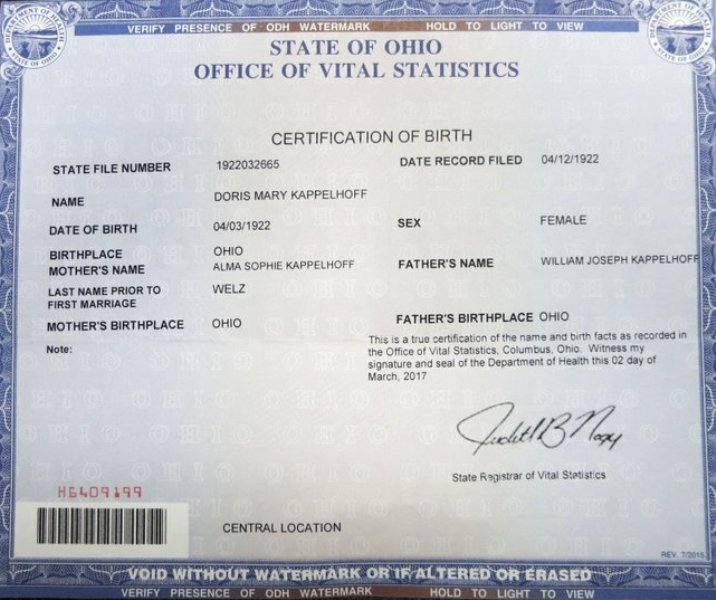 VERIFY PRESENCE OF ODH WATERMARK HOLD TO LIGHT TO VIEW
STATE OF OHIO
OFFICE OF VITAL STATISTICS
CERTIFICATION OF BIRTH
STATE FILE NUMBER 1922032665 DATE RECORD FILED 04/12/1922
NAME DORIS MARY KAPPELHOFF
DATE OF BIRTH 04/03/1922 SEX FEMALE
BIRTHPLACE OHIO
MOTHER'S NAME ALMA SOPHIE KAPPELHOFF FATHER'S NAME WILLIAM JOSEPH KAPPELHOFF
LAST NAME PRIOR TO WELZ
FIRST MARRIAGE
MOTHER'S BIRTHPLACE OHIO FATHER'S BIRTHPLACE OHIO
Note:
This is a true certification of the name and birth facts as recorded in
the Office of Vital Statistics, Columbus, Ohio. Witness my
signature and seal of the Department of Health this 02 day of
March, 2017
Judith B Nagy
State Registrar of Vital Statistics
H6409199
CENTRAL LOCATION
REV. 7/2015
VOID WITHOUT WATERMARK OR IF ALTERED OR ERASED
VERIFY PRESENCE OF ODH WATERMARK HOLD TO LIGHT TO VIEW